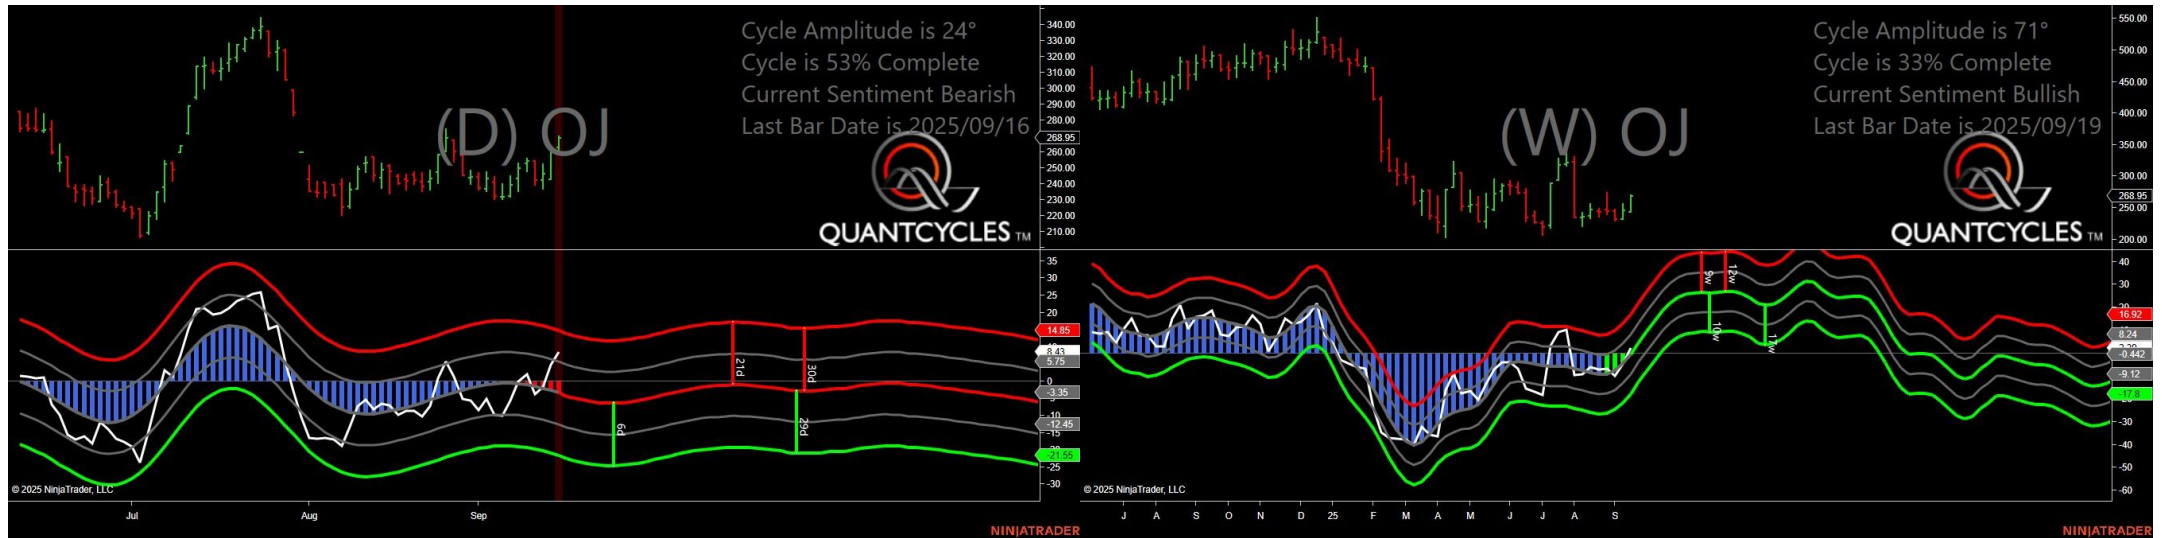 Cycle Amplitude is 24°
Cycle is 53% Complete
Current Sentiment Bearish
Last Bar Date is 2025/09/16
(D) OJ
QUANTCYCLES TM
340.00
330.00
320.00
310.00
300.00
290.00
280.00
268.95
260.00
250.00
240.00
230.00
220.00
210.00
35
30
25
20
14.85
8.43
5.75
0
-3.35
-12.45
-15
-21.55
-25
-30
21d
30d
6d
29d
© 2025 NinjaTrader, LLC
Jul Aug Sep
NINJATRADER
Cycle Amplitude is 71°
Cycle is 33% Complete
Current Sentiment Bullish
Last Bar Date is 2025/09/19
(W) OJ
QUANTCYCLES TM
550.00
500.00
450.00
400.00
350.00
300.00
268.95
250.00
200.00
40
30
16.92
8.24
-0.442
-9.12
-17.8
-30
-40
-50
-60
9w
12w
10w
17w
© 2025 NinjaTrader, LLC
J A S O N D 25 F M A M J J A S
NINJATRADER